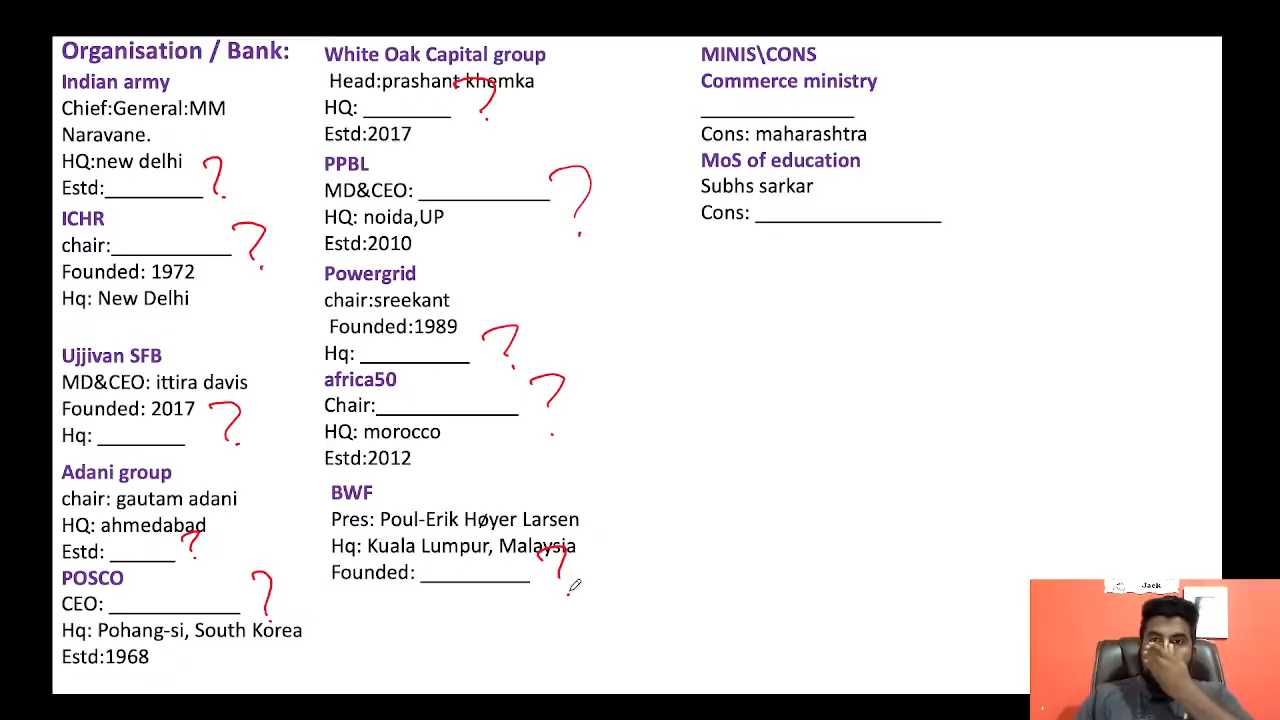 Organisation / Bank:
Indian army
Chief:General:MM
Naravane.
HQ:new delhi
Estd:__________ ?
ICHR
chair:____________ ?
Founded: 1972
Hq: New Delhi
Ujjivan SFB
MD&CEO: ittira davis
Founded: 2017
Hq: _________ ?
Adani group
chair: gautam adani
HQ: ahmedabad
Estd: ______ ?
POSCO
CEO: _____________ ?
Hq: Pohang-si, South Korea
Estd:1968
White Oak Capital group
Head:prashant khemka
HQ: _________ ?
Estd:2017
PPBL
MD&CEO: _____________ ?
HQ: noida,UP
Estd:2010
Powergrid
chair:sreekant
Founded:1989
Hq: ___________ ?
africa50
Chair:______________ ?
HQ: morocco
Estd:2012
BWF
Pres: Poul-Erik Høyer Larsen
Hq: Kuala Lumpur, Malaysia
Founded: ___________ ?
MINIS\CONS
Commerce ministry
_______________
Cons: maharashtra
MoS of education
Subhs sarkar
Cons: ___________________
Jack